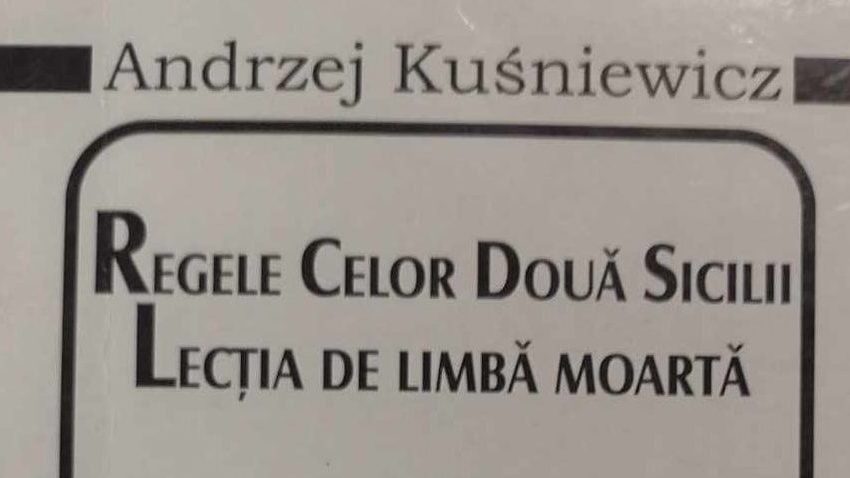 Andrzej Kuśniewicz
REGELE CELOR DOUĂ SICILII
LECȚIA DE LIMBĂ MOARTĂ